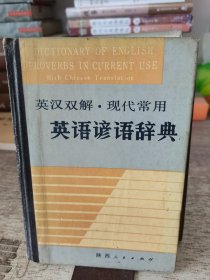 DICTIONARY OF ENGLISH
PROVERBS IN CURRENT USE
With Chinese Translation
英汉双解·现代常用
英语谚语辞典
陕西人民出版